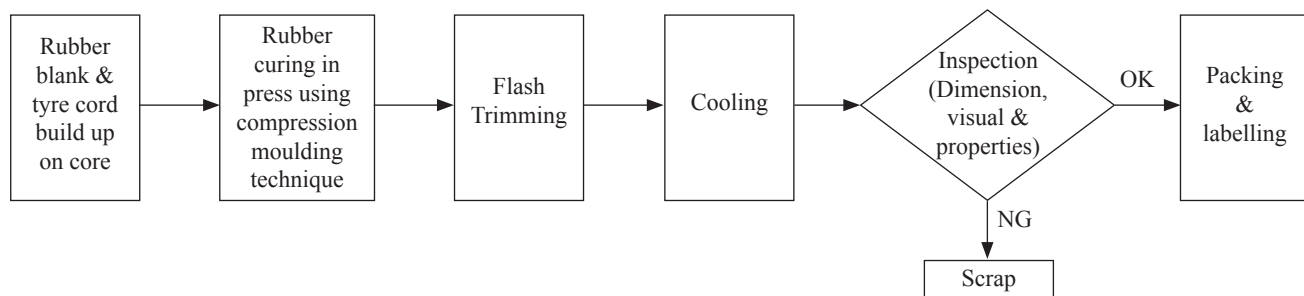 Rubber
blank &
tyre cord
build up
on core
Rubber
curing in
press using
compression
moulding
technique
Flash
Trimming
Cooling
Inspection
(Dimension,
visual &
properties)
OK
Packing
&
labelling
NG
Scrap